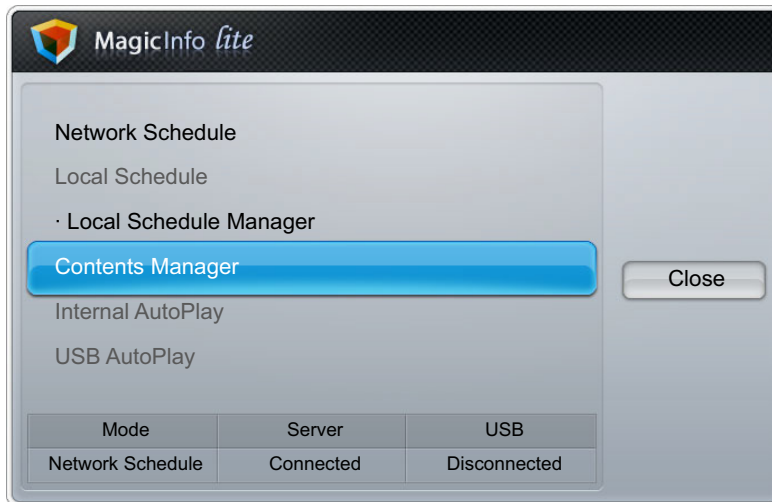 MagicInfo lite
Network Schedule
Local Schedule
· Local Schedule Manager
Contents Manager
Close
Internal AutoPlay
USB AutoPlay
Mode Server USB
Network Schedule Connected Disconnected